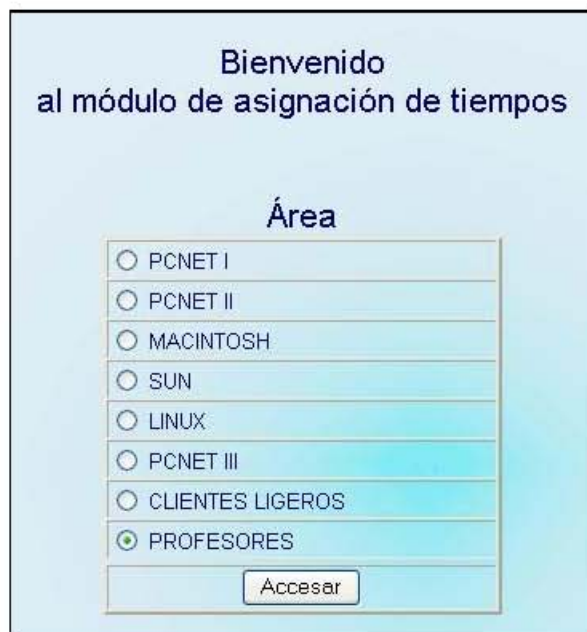 Bienvenido
al módulo de asignación de tiempos
Área
PCNET I
PCNET II
MACINTOSH
SUN
LINUX
PCNET III
CLIENTES LIGEROS
PROFESORES
Accesar